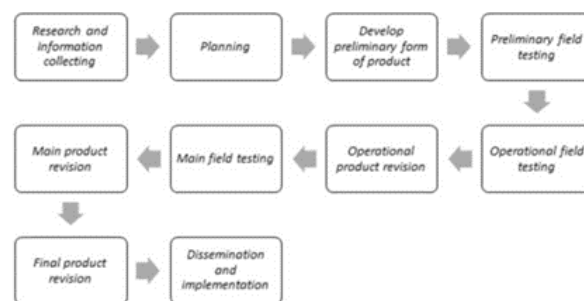 Research and
Information
collecting
Planning
Develop
preliminary form
of product
Preliminary field
testing
Main product
revision
Main field testing
Operational
product revision
Operational field
testing
Final product
revision
Dissemination
and
implementation